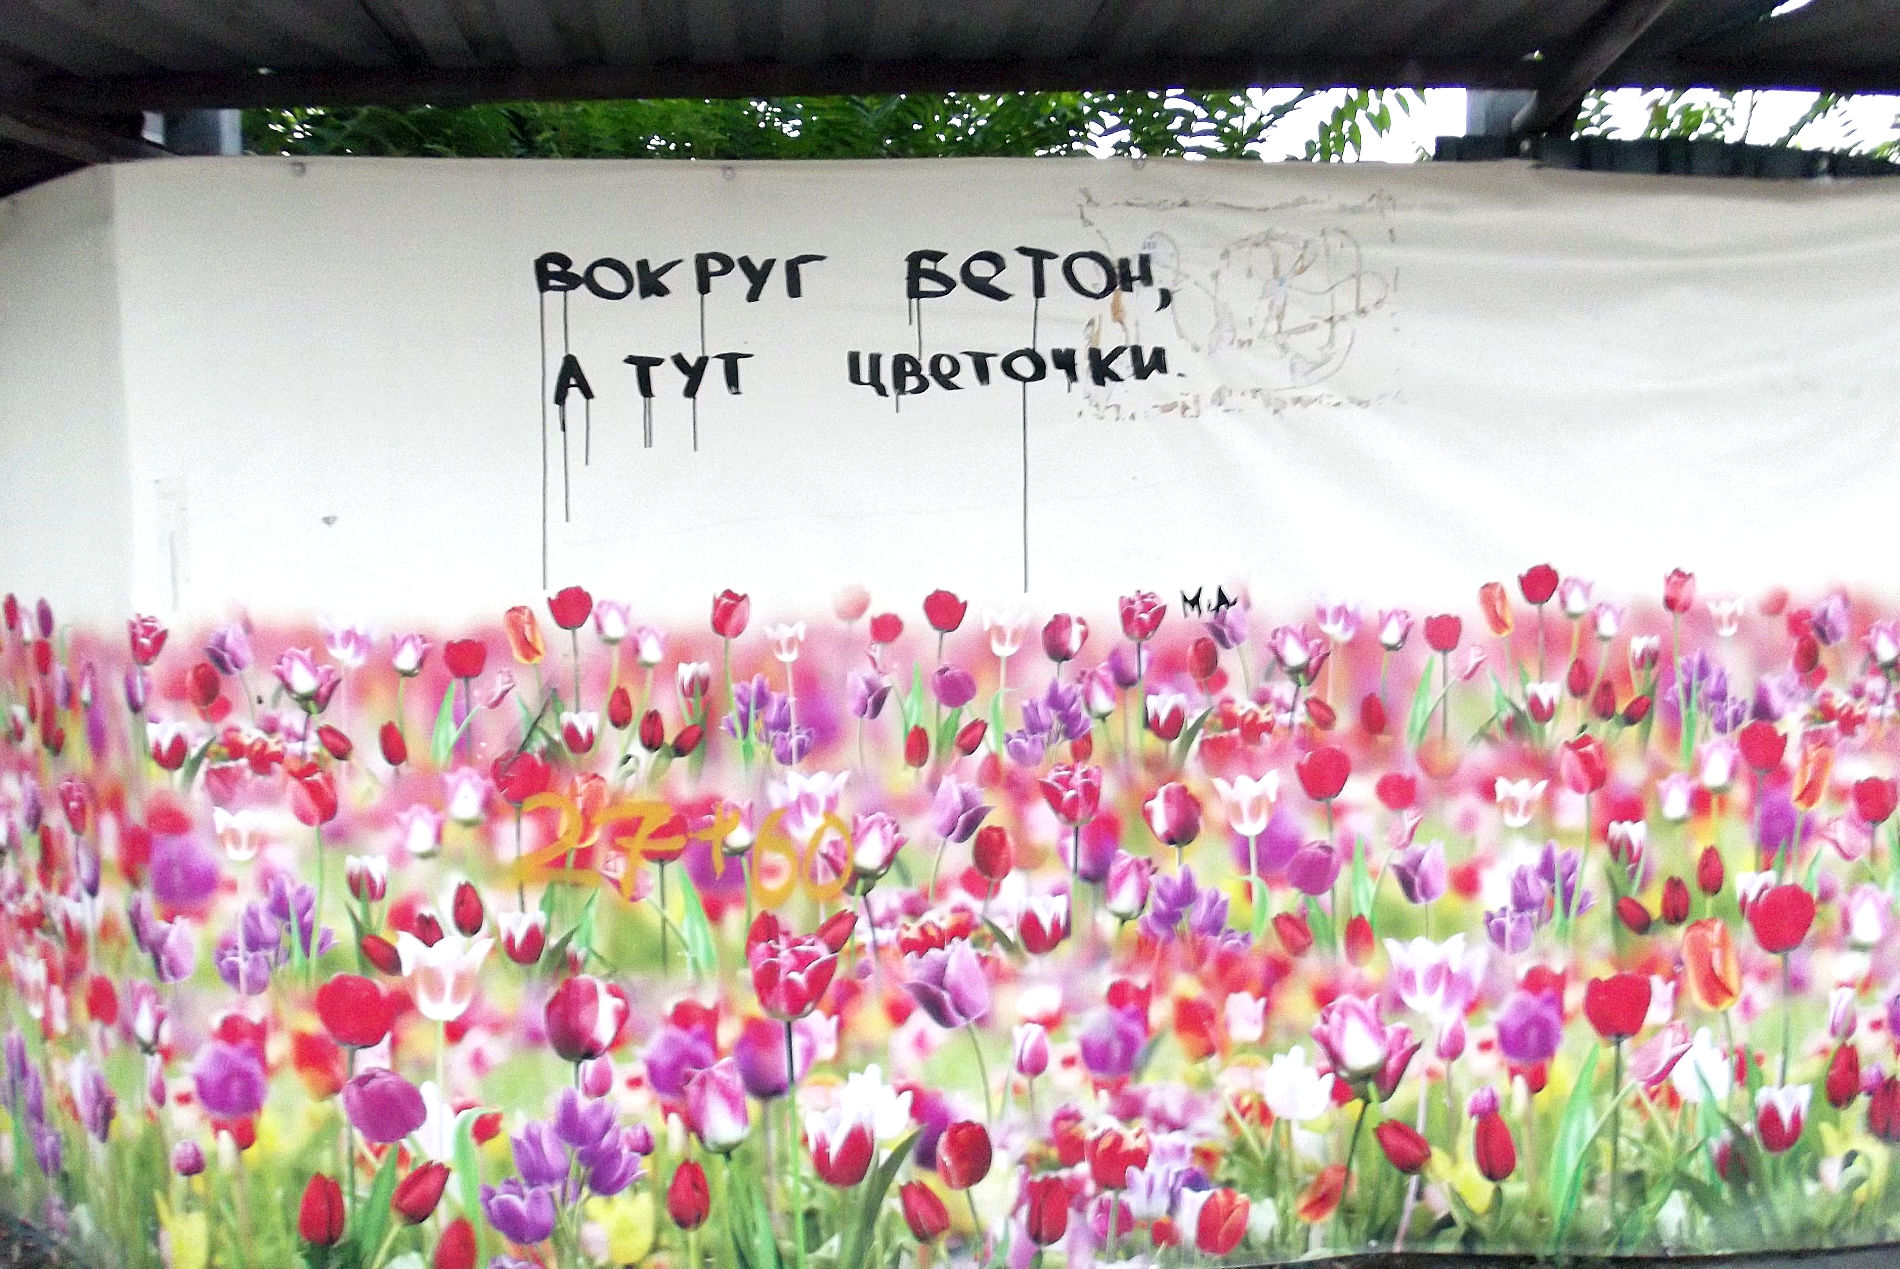 ВОКРУГ БеТОН,
А ТУТ ЦВеТОЧКИ.
М.А
27+60